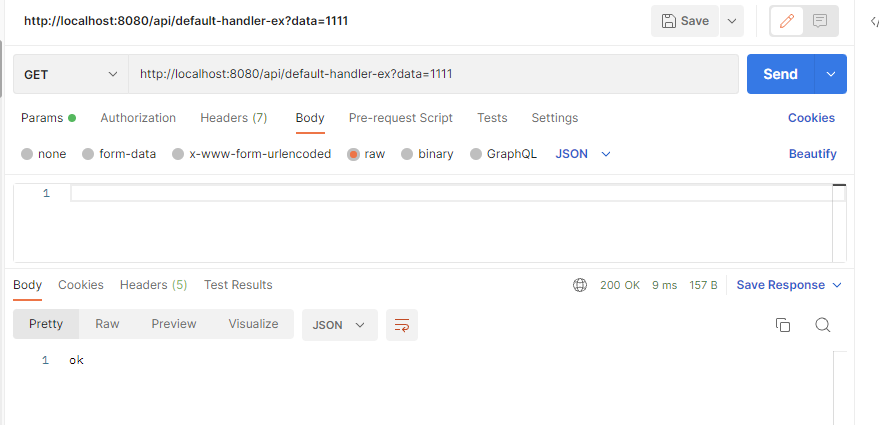 http://localhost:8080/api/default-handler-ex?data=1111 Save
GET http://localhost:8080/api/default-handler-ex?data=1111 Send
Params Authorization Headers (7) Body Pre-request Script Tests Settings Cookies
none form-data x-www-form-urlencoded raw binary GraphQL JSON Beautify
1
Body Cookies Headers (5) Test Results 200 OK 9 ms 157 B Save Response
Pretty Raw Preview Visualize JSON
1 ok